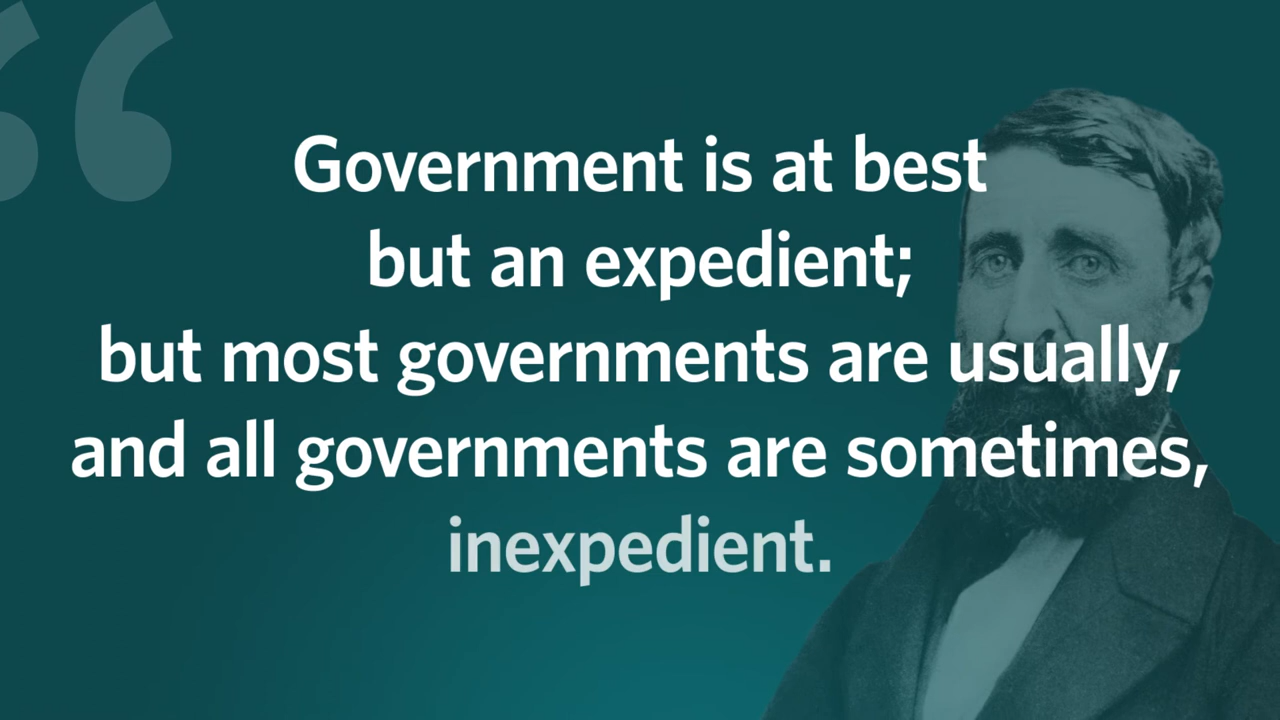 “
Government is at best
but an expedient;
but most governments are usually,
and all governments are sometimes,
inexpedient.